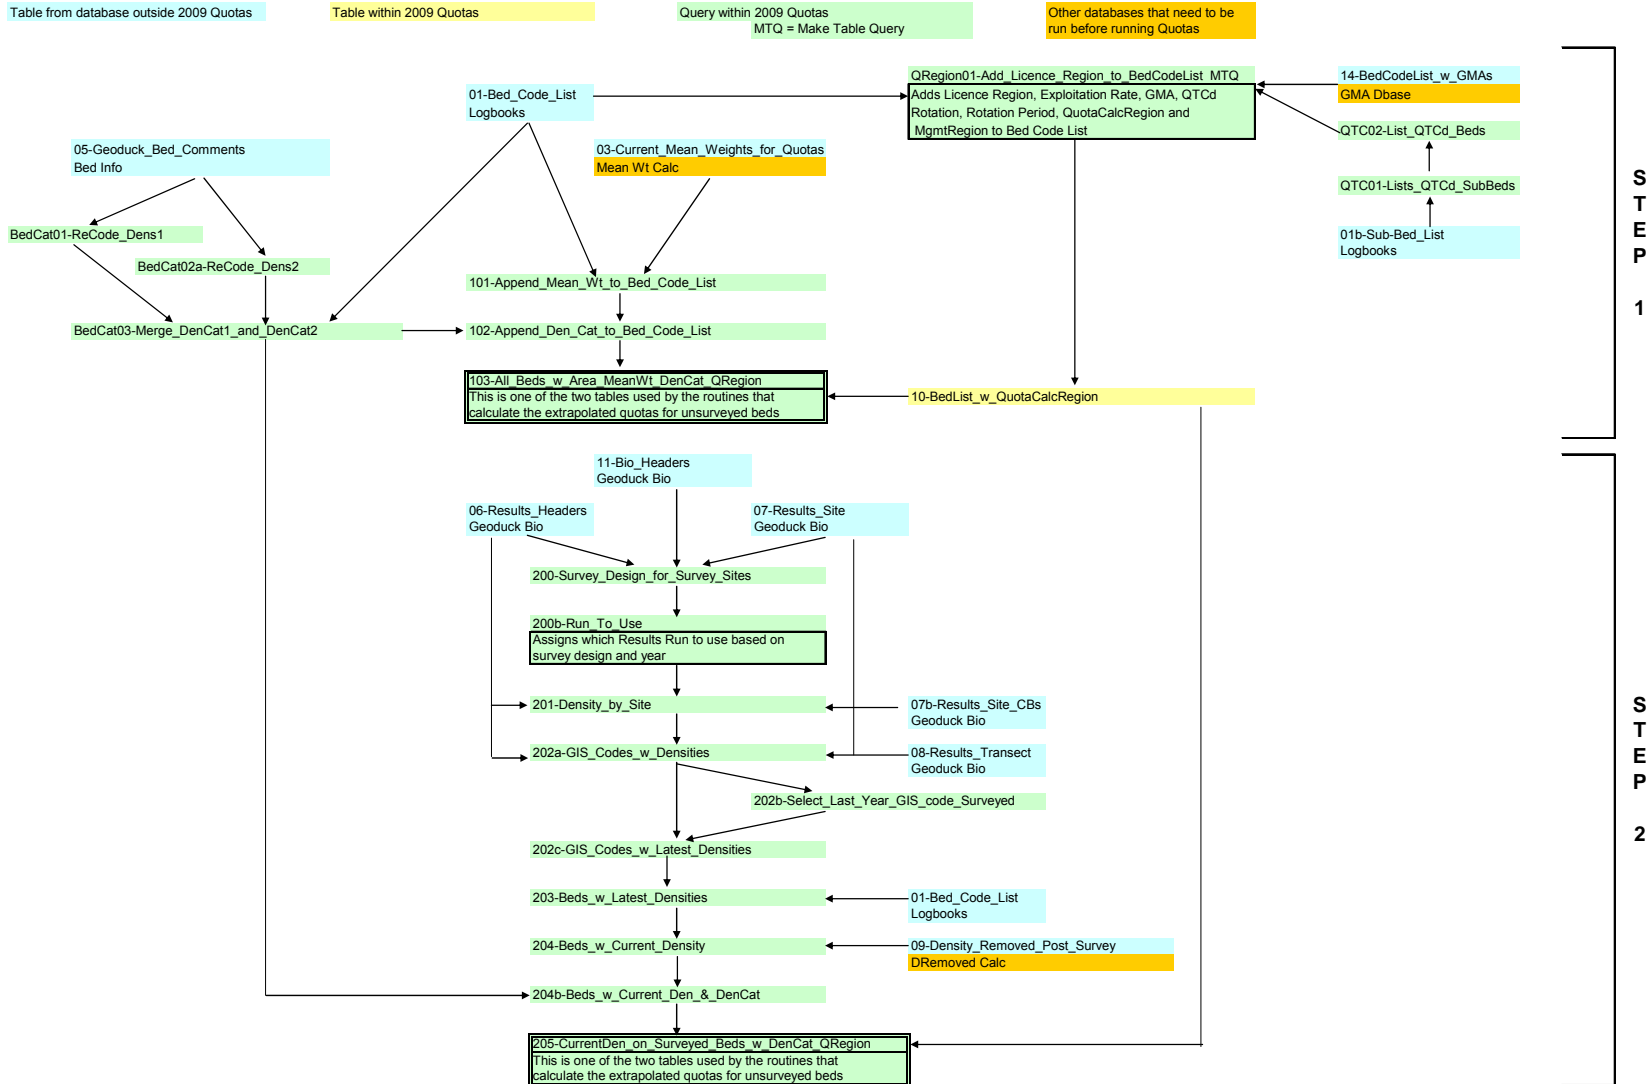 Table from database outside 2009 Quotas
Table within 2009 Quotas
Query within 2009 Quotas
MTQ = Make Table Query
Other databases that need to be
run before running Quotas
QRegion01-Add_Licence_Region_to_BedCodeList_MTQ
Adds Licence Region, Exploitation Rate, GMA, QTCd
Rotation, Rotation Period, QuotaCalcRegion and
MgmtRegion to Bed Code List
14-BedCodeList_w_GMAs
GMA Dbase
01-Bed_Code_List
Logbooks
QTC02-List_QTCd_Beds
05-Geoduck_Bed_Comments
Bed Info
03-Current_Mean_Weights_for_Quotas
Mean Wt Calc
QTC01-Lists_QTCd_SubBeds
BedCat01-ReCode_Dens1
01b-Sub-Bed_List
Logbooks
BedCat02a-ReCode_Dens2
101-Append_Mean_Wt_to_Bed_Code_List
BedCat03-Merge_DenCat1_and_DenCat2
102-Append_Den_Cat_to_Bed_Code_List
103-All_Beds_w_Area_MeanWt_DenCat_QRegion
This is one of the two tables used by the routines that
calculate the extrapolated quotas for unsurveyed beds
10-BedList_w_QuotaCalcRegion
STEP 1
11-Bio_Headers
Geoduck Bio
06-Results_Headers
Geoduck Bio
07-Results_Site
Geoduck Bio
200-Survey_Design_for_Survey_Sites
200b-Run_To_Use
Assigns which Results Run to use based on
survey design and year
201-Density_by_Site
07b-Results_Site_CBs
Geoduck Bio
202a-GIS_Codes_w_Densities
08-Results_Transect
Geoduck Bio
202b-Select_Last_Year_GIS_code_Surveyed
202c-GIS_Codes_w_Latest_Densities
203-Beds_w_Latest_Densities
01-Bed_Code_List
Logbooks
204-Beds_w_Current_Density
09-Density_Removed_Post_Survey
DRemoved Calc
204b-Beds_w_Current_Den_&_DenCat
205-CurrentDen_on_Surveyed_Beds_w_DenCat_QRegion
This is one of the two tables used by the routines that
calculate the extrapolated quotas for unsurveyed beds
STEP 2